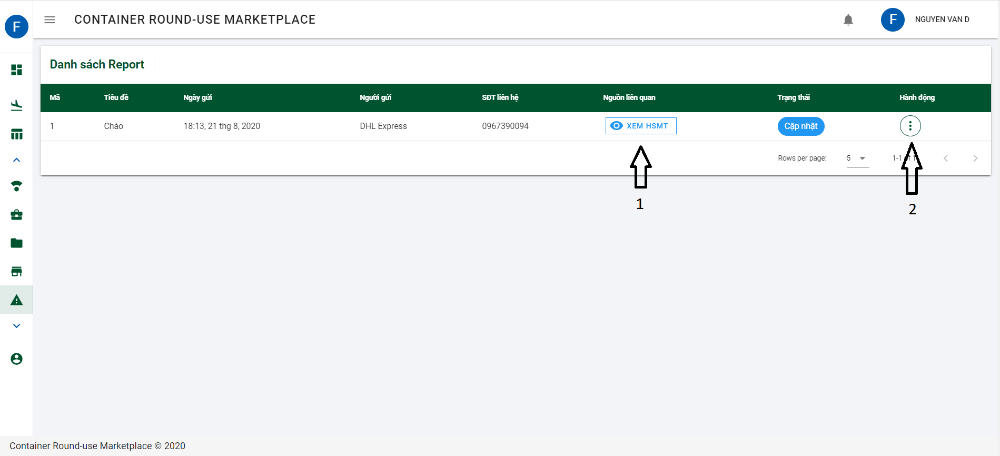 F
CONTAINER ROUND-USE MARKETPLACE
F
NGUYEN VAN D
Danh sách Report
Mã Tiêu đề Ngày gửi Người gửi SĐT liên hệ Nguồn liên quan Trạng thái Hành động
1 Chào 18:13, 21 thg 8, 2020 DHL Express 0967390094 XEM HSMT Cập nhật
Rows per page: 5 1-1 of 1
1
2
Container Round-use Marketplace © 2020